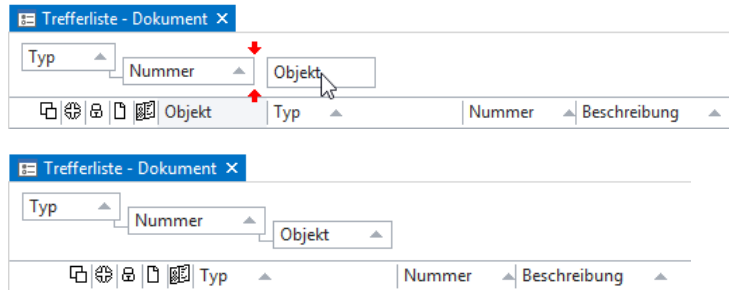 Trefferliste - Dokument ×
Typ
Nummer
Objekt
Objekt Typ Nummer Beschreibung
Trefferliste - Dokument ×
Typ
Nummer
Objekt
Typ Nummer Beschreibung